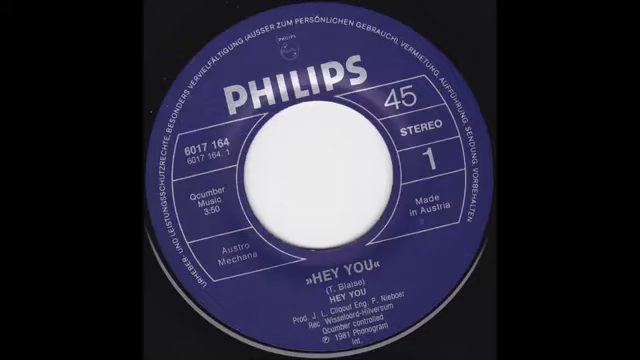 URHEBER- UND LEISTUNGSSCHUTZRECHTE, BESONDERS VERVIELFÄLTIGUNG (AUSSER ZUM PERSÖNLICHEN GEBRAUCH), VERMIETUNG, AUFFÜHRUNG, SENDUNG, VORBEHALTEN
PHILIPS
PHILIPS
45
STEREO
1
6017 164
6017 164.1
Qcumber
Music
3:50
Made
in Austria
Austro
Mechana
»HEY YOU«
(T. Blaise)
HEY YOU
Prod. J. L. Cliqout Eng. P. Nieboer
Rec. Wisseloord-Hilversum
Qcumber controlled
℗ 1981 Phonogram
Int.